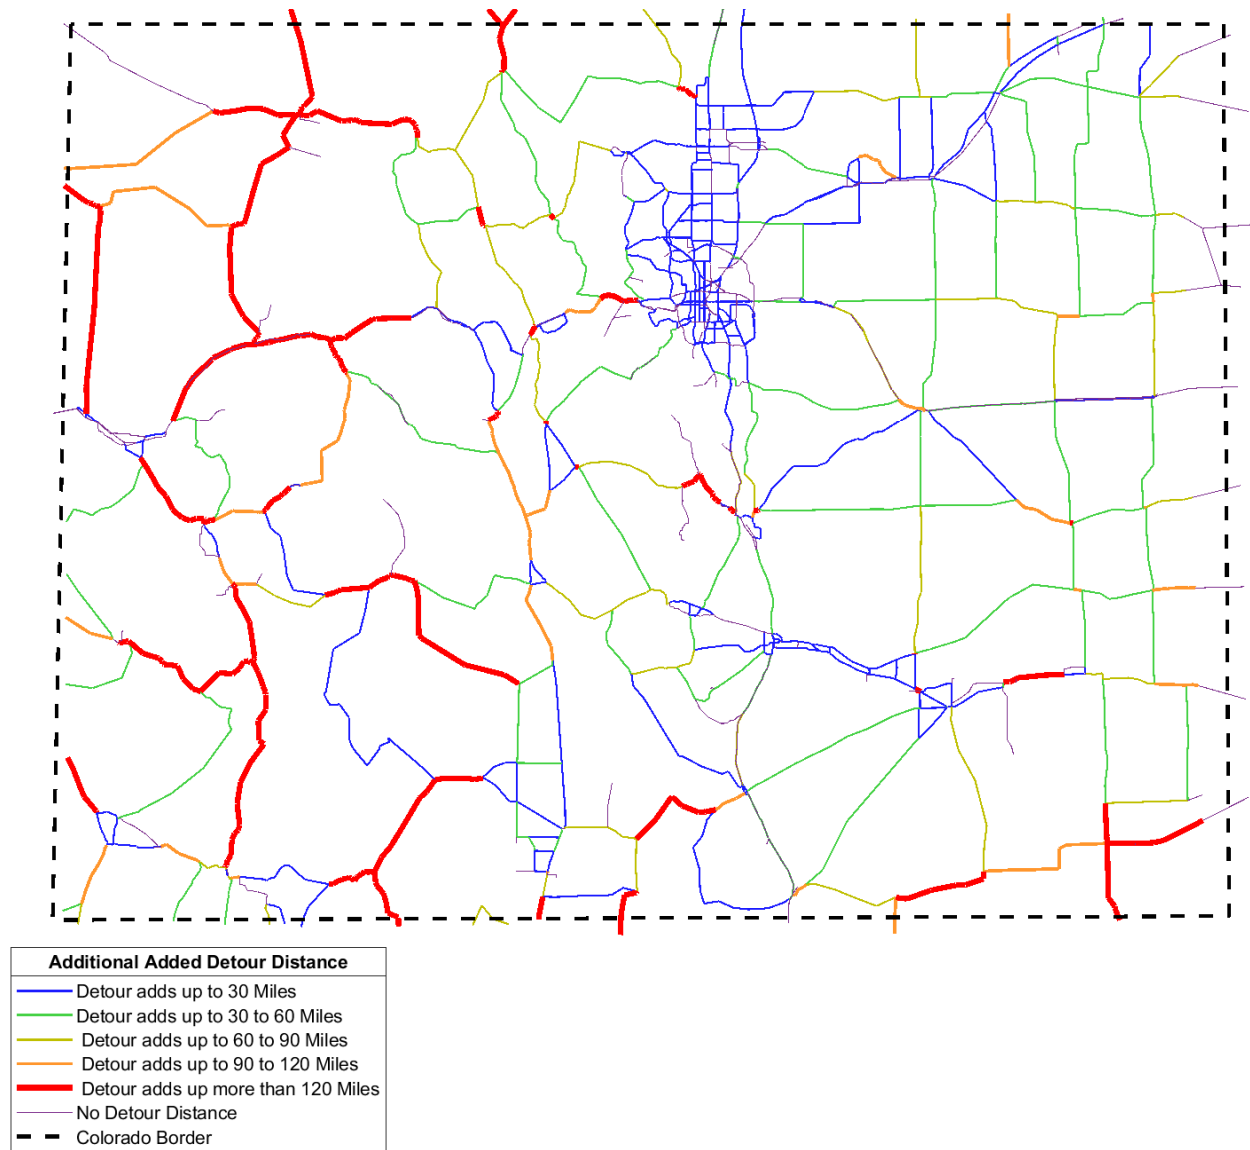 Additional Added Detour Distance
Detour adds up to 30 Miles
Detour adds up to 30 to 60 Miles
Detour adds up to 60 to 90 Miles
Detour adds up to 90 to 120 Miles
Detour adds up more than 120 Miles
No Detour Distance
Colorado Border